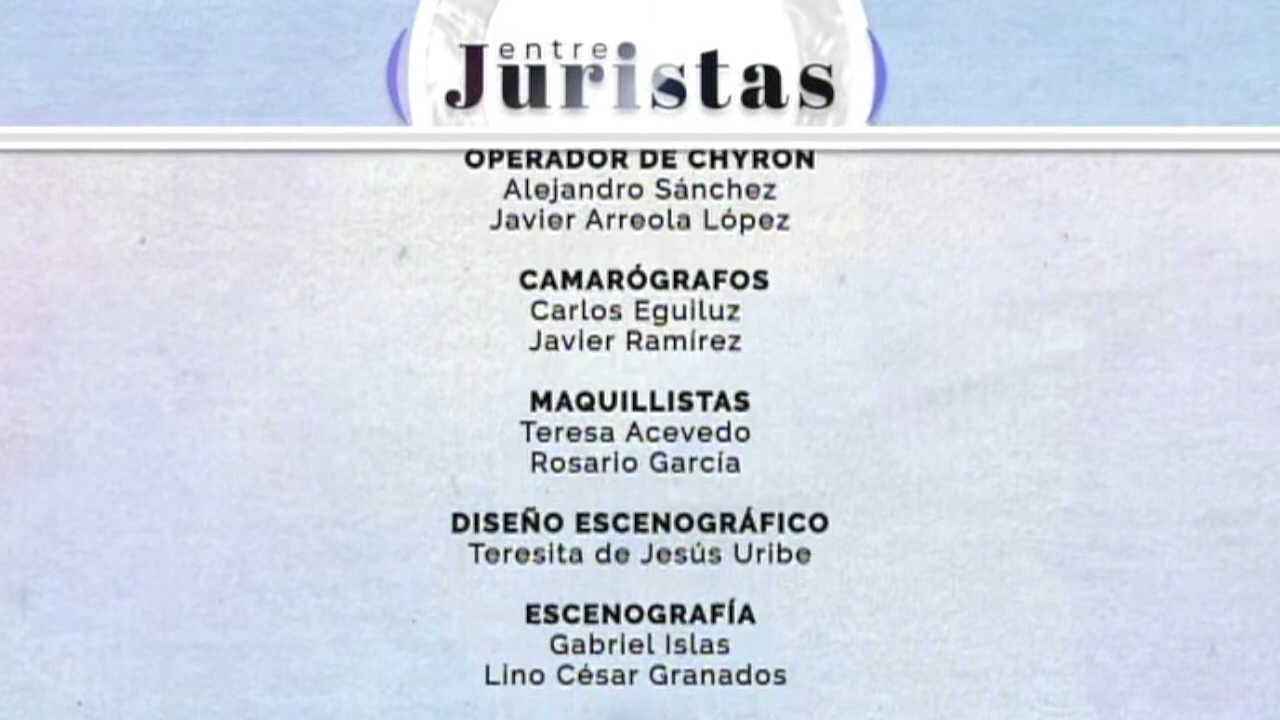 entre
Juristas
OPERADOR DE CHYRON
Alejandro Sánchez
Javier Arreola López
CAMARÓGRAFOS
Carlos Eguiluz
Javier Ramírez
MAQUILLISTAS
Teresa Acevedo
Rosario García
DISEÑO ESCENOGRÁFICO
Teresita de Jesús Uribe
ESCENOGRAFÍA
Gabriel Islas
Lino César Granados